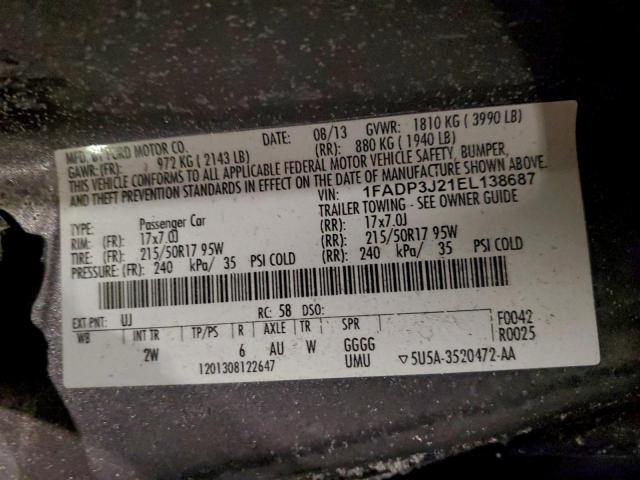 MFD. BY FORD MOTOR CO. DATE: 08/13 GVWR: 1810 KG ( 3990 LB)
GAWR: (FR): 972 KG ( 2143 LB) (RR): 880 KG ( 1940 LB)
THIS VEHICLE CONFORMS TO ALL APPLICABLE FEDERAL MOTOR VEHICLE SAFETY, BUMPER,
AND THEFT PREVENTION STANDARDS IN EFFECT ON THE DATE OF MANUFACTURE SHOWN ABOVE.
VIN: 1FADP3J21EL138687
TYPE: Passenger Car TRAILER TOWING - SEE OWNER GUIDE
RIM: (FR): 17x7.0J (RR): 17x7.0J
TIRE: (FR): 215/50R17 95W (RR): 215/50R17 95W
PRESSURE: (FR): 240 kPa/ 35 PSI COLD (RR): 240 kPa/ 35 PSI COLD
EXT PNT: UJ RC: 58 DSO: F0042
WB INT TR TP/PS R AXLE TR SPR R0025
2W 6 AU W GGGG
1201308122647 UMU ▽5U5A-3520472-AA